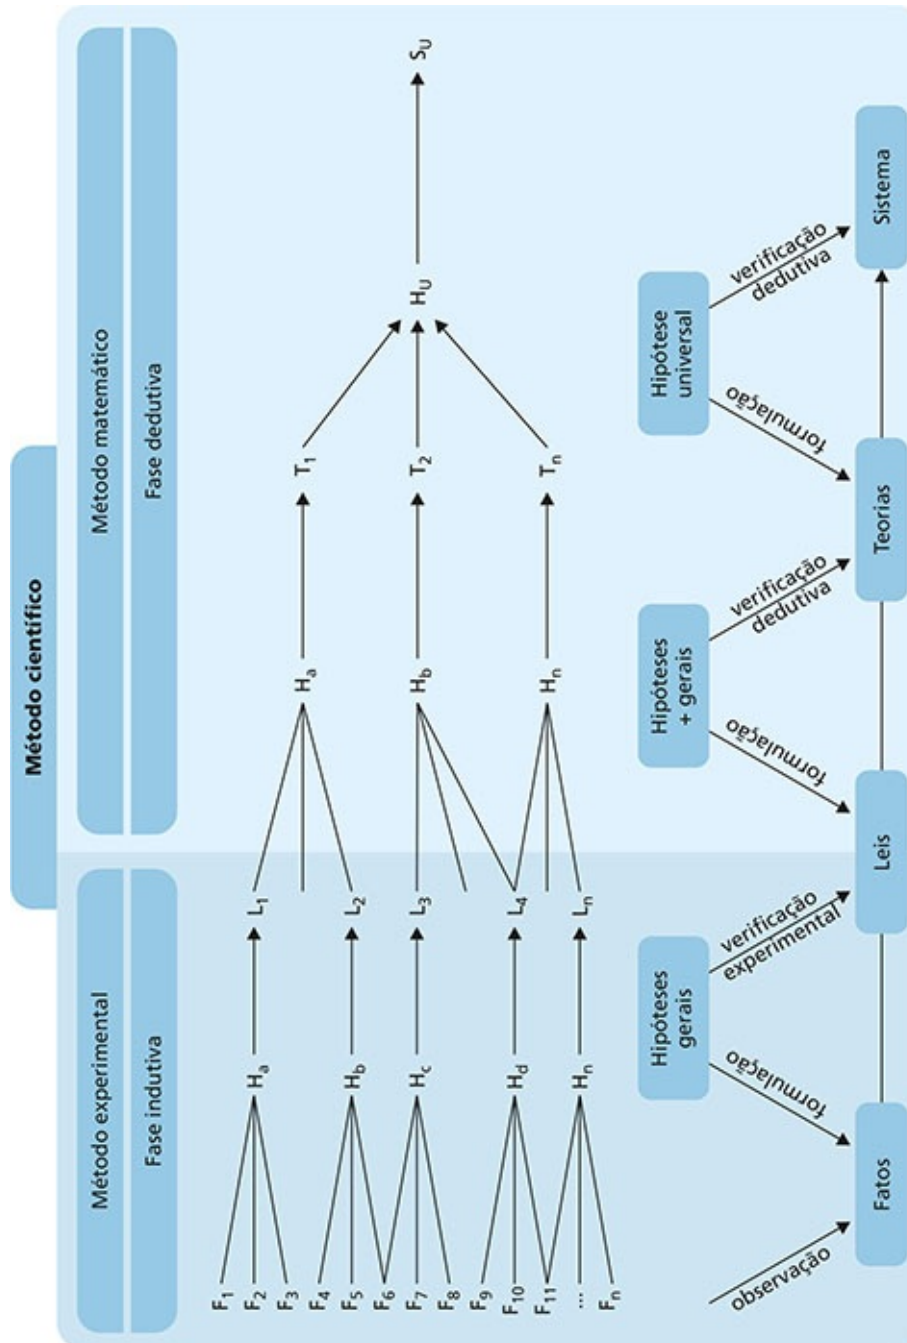 Método científico
Método experimental
Método matemático
Fase indutiva
Fase dedutiva
F1
F2
F3
F4
F5
F6
F7
F8
F9
F10
F11
...
Fn
Ha
Hb
Hc
Hd
Hn
L1
L2
L3
L4
Ln
Ha
Hb
Hn
T1
T2
Tn
HU
SU
observação
Fatos
formulação
Hipóteses
gerais
verificação
experimental
Leis
formulação
Hipóteses
+ gerais
verificação
dedutiva
Teorias
formulação
Hipótese
universal
verificação
dedutiva
Sistema